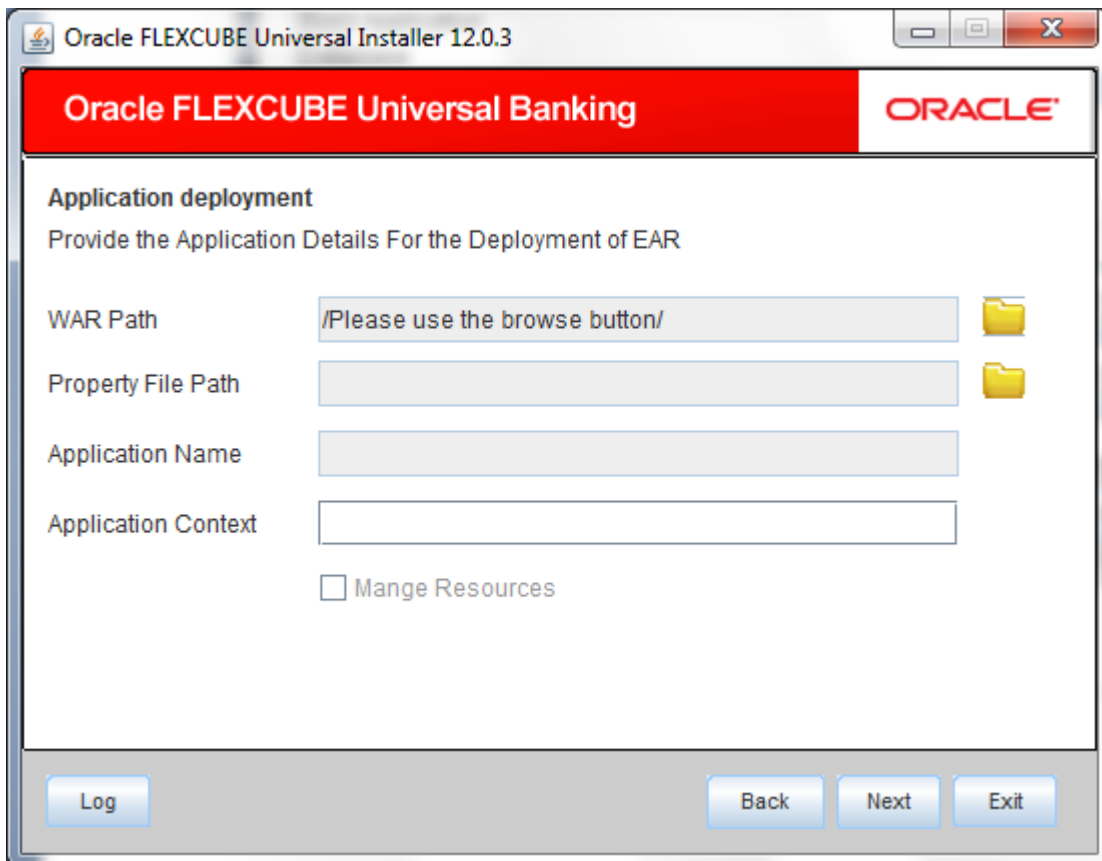 Oracle FLEXCUBE Universal Installer 12.0.3
Oracle FLEXCUBE Universal Banking
ORACLE
Application deployment
Provide the Application Details For the Deployment of EAR
WAR Path /Please use the browse button/
Property File Path
Application Name
Application Context
Mange Resources
Log Back Next Exit